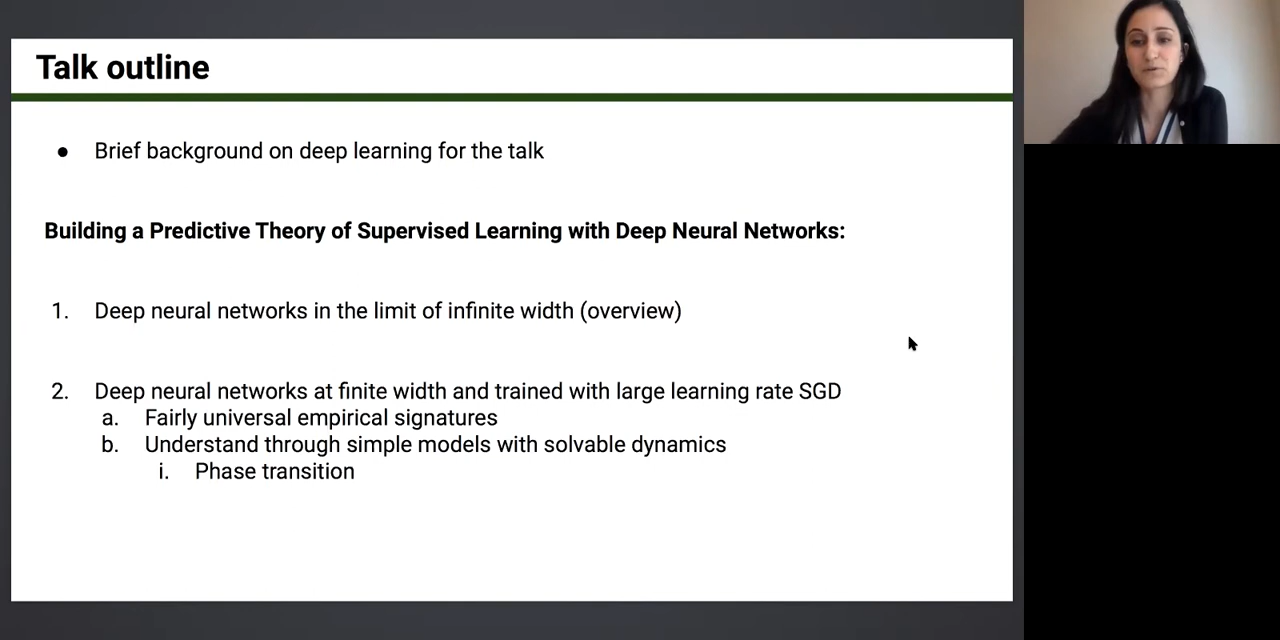 Talk outline
● Brief background on deep learning for the talk
Building a Predictive Theory of Supervised Learning with Deep Neural Networks:
1. Deep neural networks in the limit of infinite width (overview)
2. Deep neural networks at finite width and trained with large learning rate SGD
a. Fairly universal empirical signatures
b. Understand through simple models with solvable dynamics
i. Phase transition